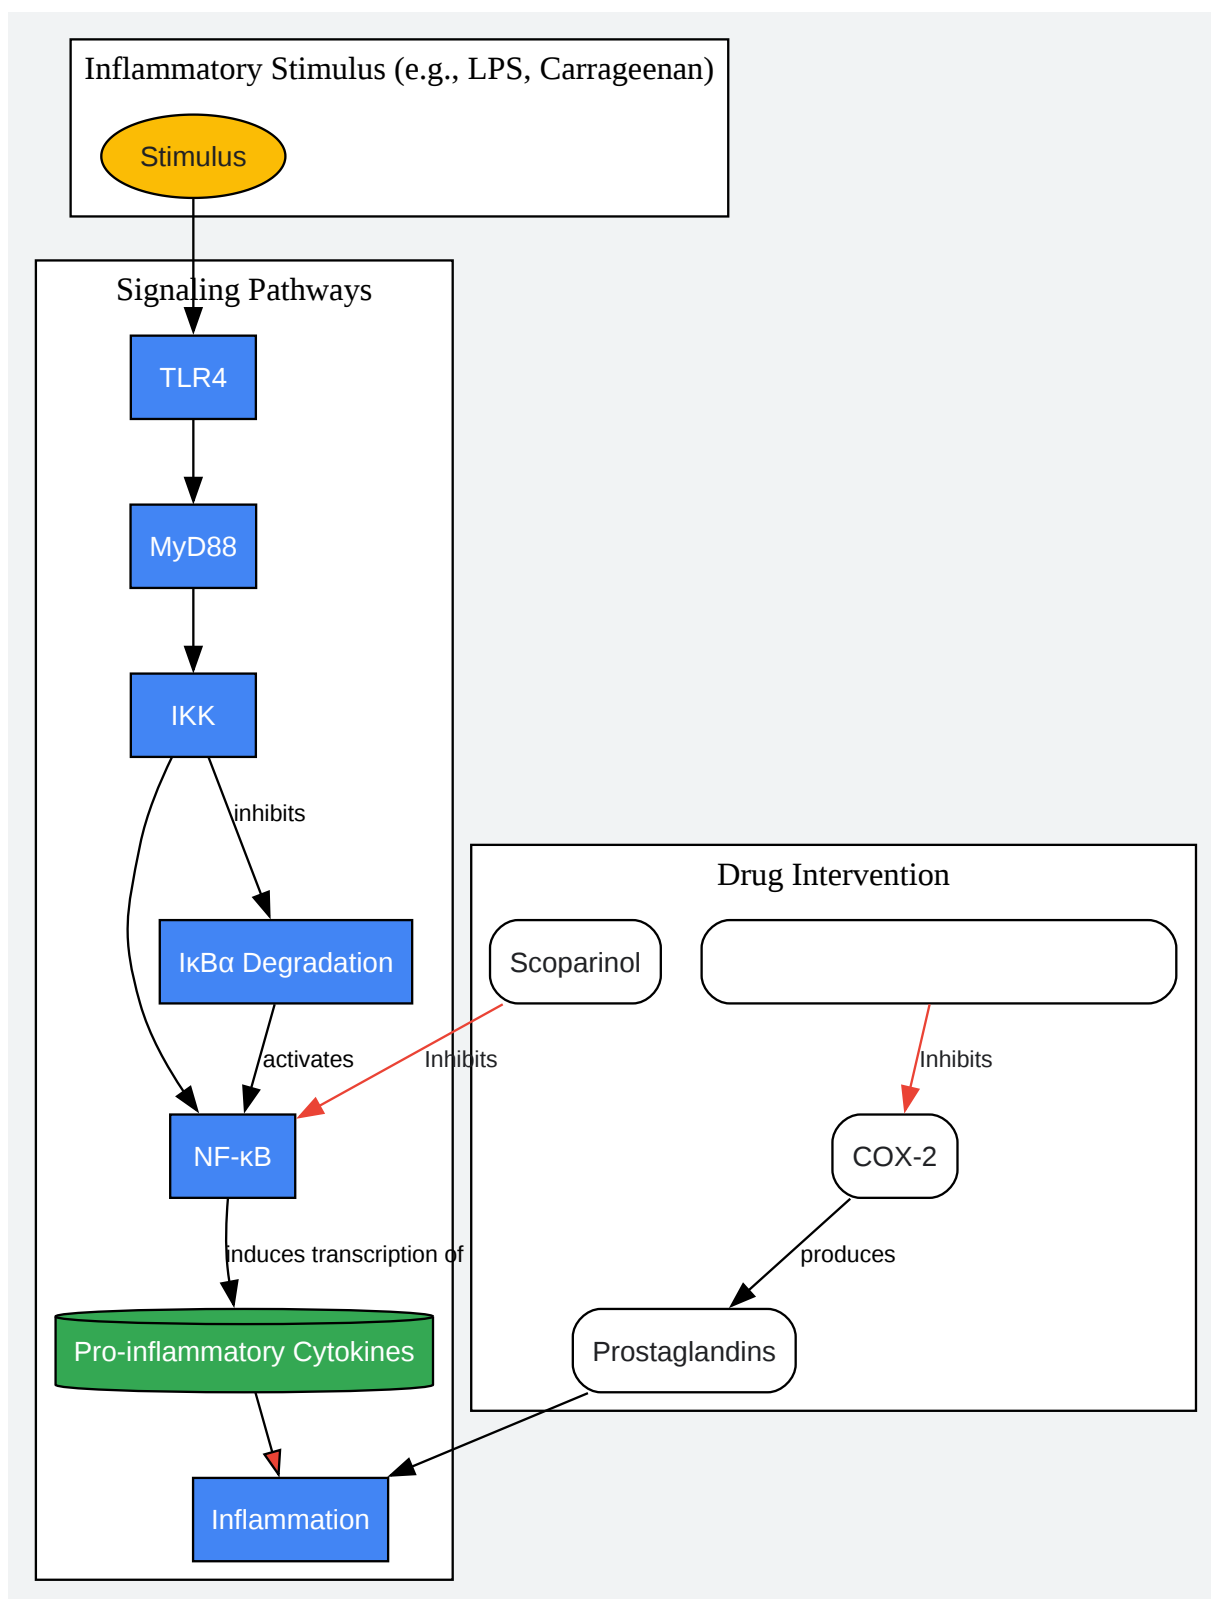 Inflammatory Stimulus (e.g., LPS, Carrageenan)
Stimulus
Signaling Pathways
TLR4
MyD88
IKK
inhibits
Drug Intervention
IκBα Degradation
Scoparinol
activates
Inhibits
Inhibits
NF-κB
COX-2
induces transcription of
produces
Pro-inflammatory Cytokines
Prostaglandins
Inflammation